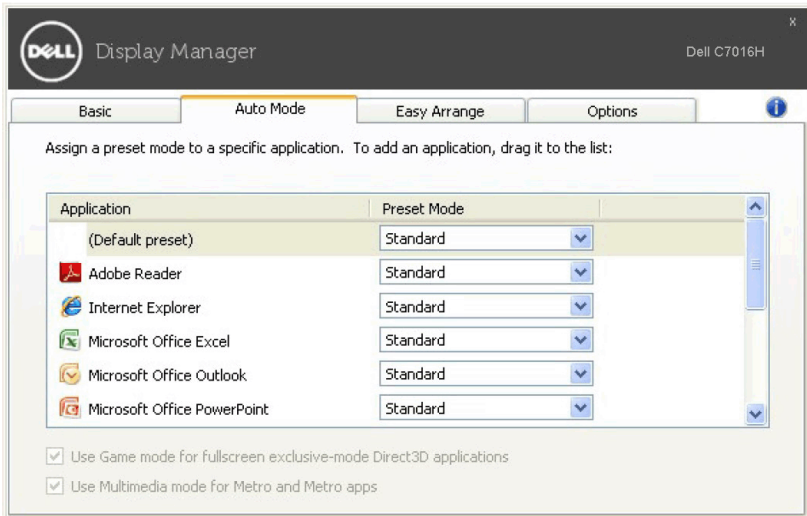 x
DELL Display Manager Dell C7016H
Basic Auto Mode Easy Arrange Options
Assign a preset mode to a specific application. To add an application, drag it to the list:
Application Preset Mode
(Default preset) Standard
Adobe Reader Standard
Internet Explorer Standard
Microsoft Office Excel Standard
Microsoft Office Outlook Standard
Microsoft Office PowerPoint Standard
Use Game mode for fullscreen exclusive-mode Direct3D applications
Use Multimedia mode for Metro and Metro apps